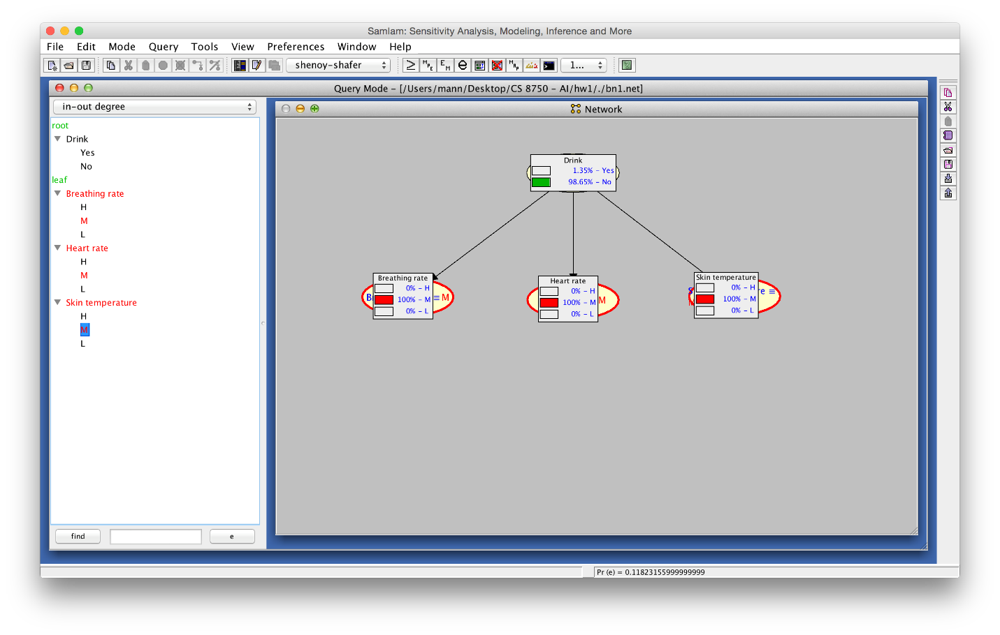 Samlam: Sensitivity Analysis, Modeling, Inference and More
File Edit Mode Query Tools View Preferences Window Help
shenoy-shafer
1...
Query Mode – [/Users/mann/Desktop/CS 8750 – AI/hw1/./bn1.net]
in-out degree
Network
root
Drink
Yes
No
leaf
Breathing rate
H
M
L
Heart rate
H
M
L
Skin temperature
H
M
L
find
e
Drink
1.35% – Yes
98.65% – No
Breathing rate
0% – H
100% – M
0% – L
≡ M
Heart rate
0% – H
100% – M
0% – L
M
Skin temperature
0% – H
100% – M
0% – L
Pr (e) = 0.11823155999999999